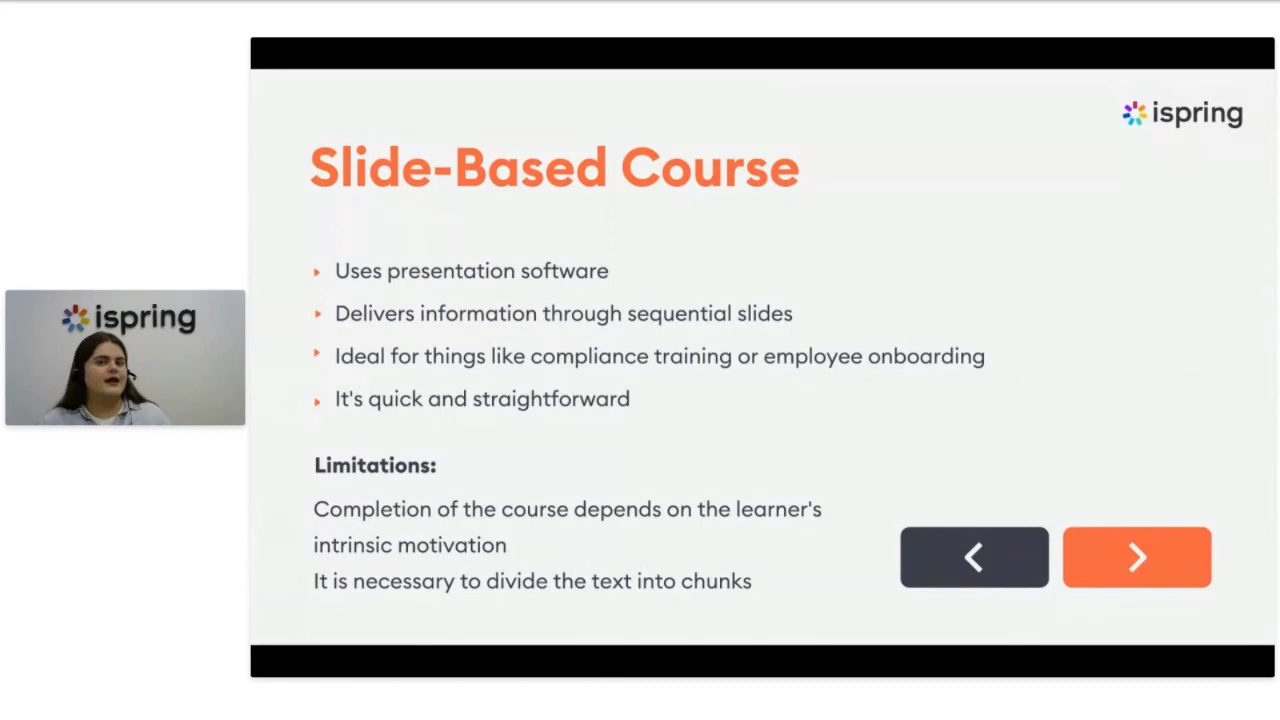 ispring
Slide-Based Course
Uses presentation software
Delivers information through sequential slides
Ideal for things like compliance training or employee onboarding
It's quick and straightforward
ispring
Limitations:
Completion of the course depends on the learner's
intrinsic motivation
It is necessary to divide the text into chunks